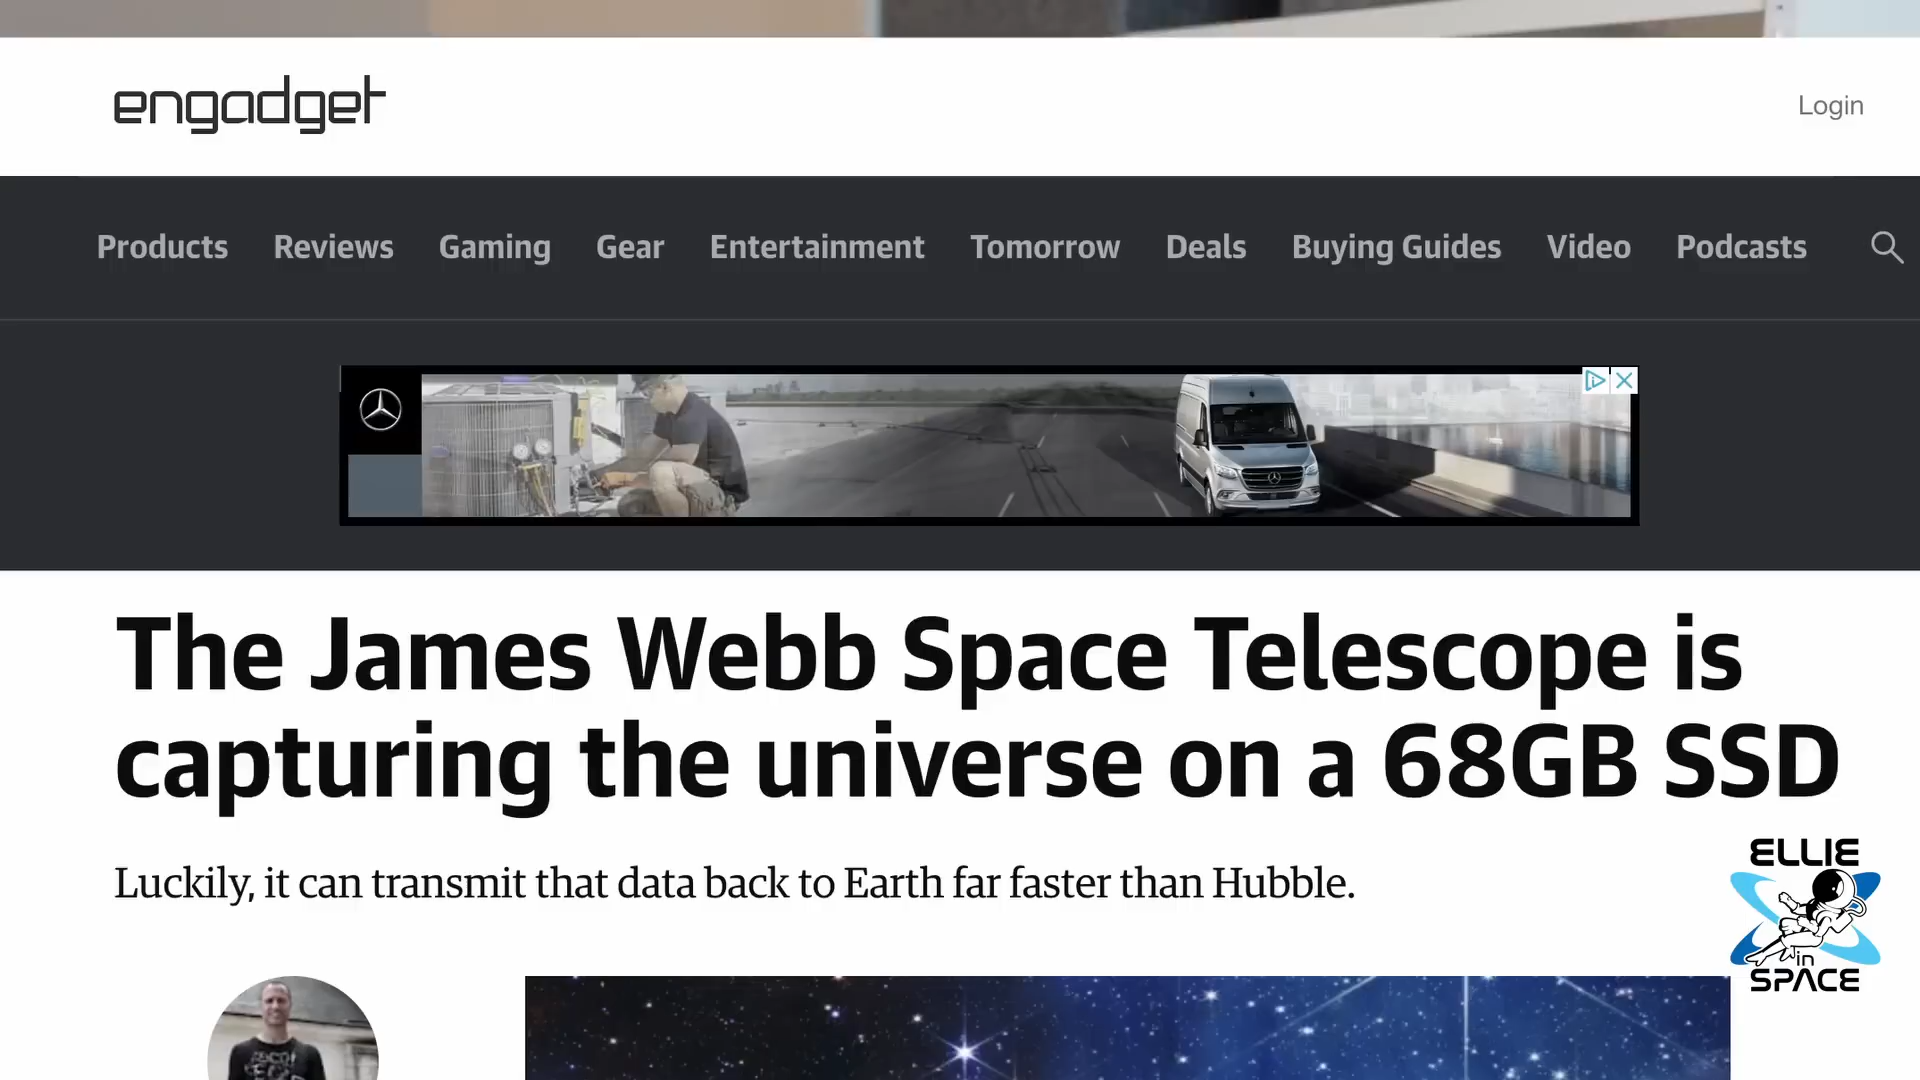 engadget
Login
Products Reviews Gaming Gear Entertainment Tomorrow Deals Buying Guides Video Podcasts
The James Webb Space Telescope is
capturing the universe on a 68GB SSD
Luckily, it can transmit that data back to Earth far faster than Hubble.
ELLIE
in
SPACE